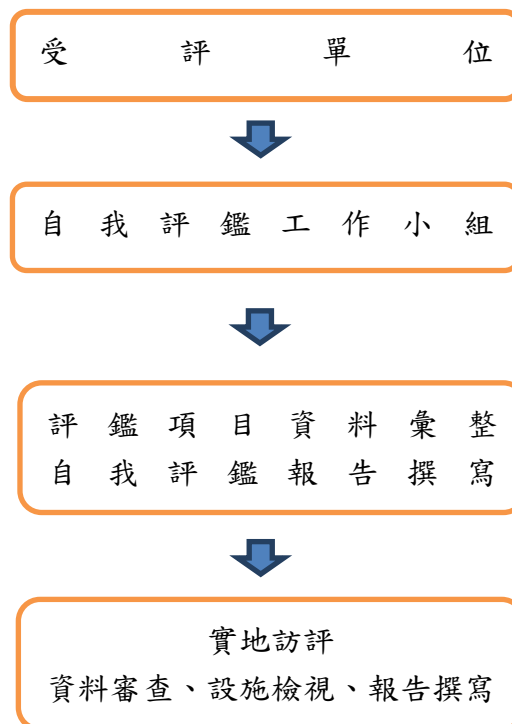 受評單位
自我評鑑工作小組
評鑑項目資料彙整
自我評鑑報告撰寫
實地訪評
資料審查、設施檢視、報告撰寫